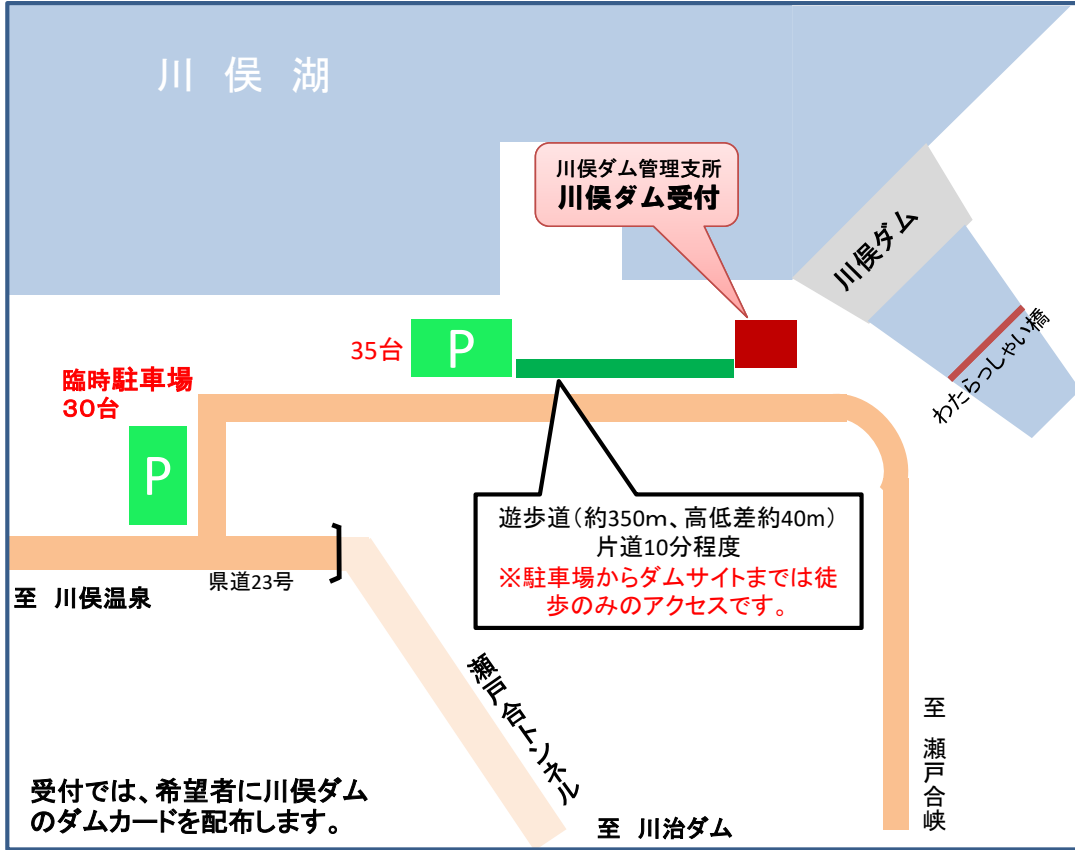 川俣湖
川俣ダム管理支所
川俣ダム受付
川俣ダム
わたらっしゃい橋
35台
P
臨時駐車場
30台
P
遊歩道（約350m、高低差約40m）
片道10分程度
※駐車場からダムサイトまでは徒
歩のみのアクセスです。
県道23号
至 川俣温泉
瀬戸合トンネル
至 瀬戸合峡
至 川治ダム
受付では、希望者に川俣ダム
のダムカードを配布します。